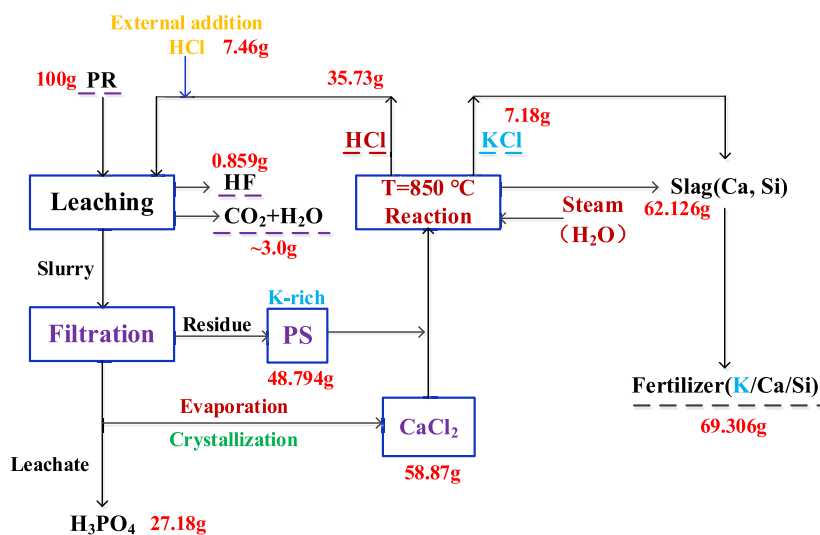 External addition
HCl 7.46g
100g PR
35.73g
7.18g
HCl
KCl
0.859g
HF
Leaching
CO₂+H₂O
~3.0g
T=850 ℃
Reaction
Steam
（H₂O）
Slag(Ca, Si)
62.126g
Slurry
Filtration
Residue
K-rich
PS
48.794g
Fertilizer(K/Ca/Si)
69.306g
Evaporation
Crystallization
CaCl₂
58.87g
Leachate
H₃PO₄ 27.18g